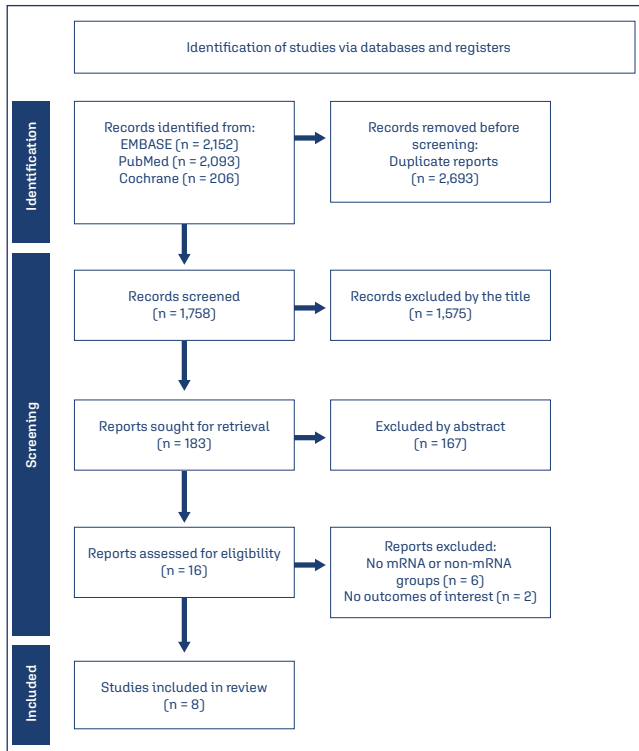 Identification of studies via databases and registers
Identification
Records identified from:
EMBASE (n = 2,152)
PubMed (n = 2,093)
Cochrane (n = 206)
Records removed before
screening:
Duplicate reports
(n = 2,693)
Screening
Records screened
(n = 1,758)
Records excluded by the title
(n = 1,575)
Reports sought for retrieval
(n = 183)
Excluded by abstract
(n = 167)
Reports assessed for eligibility
(n = 16)
Reports excluded:
No mRNA or non-mRNA
groups (n = 6)
No outcomes of interest (n = 2)
Included
Studies included in review
(n = 8)